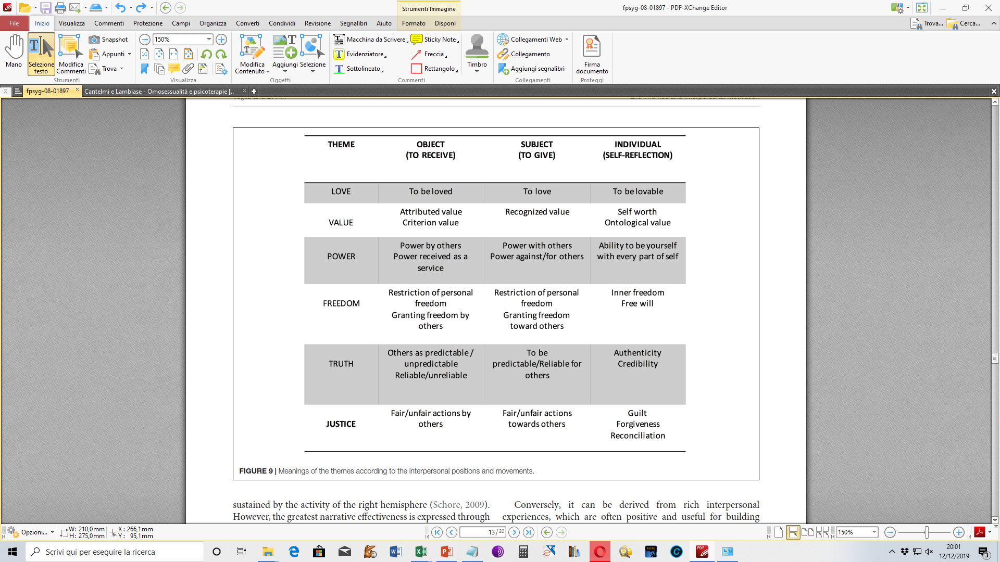 Strumenti Immagine
fpsyg-08-01897 - PDF-XChange Editor
File Inizio Visualizza Commenti Protezione Campi Organizza Converti Condividi Revisione Segnalibri Aiuto Formato Disponi Trova... Cerca...
Mano
Selezione testo
Modifica Commenti
Snapshot
Appunti
Trova
Strumenti
150%
1:1
Visualizza
Modifica Contenuto
Aggiungi
Selezione
Oggetti
Macchina da Scrivere
Evidenziatore
Sottolineato
Sticky Note
Freccia
Rettangolo
Timbro
Commenti
Collegamenti Web
Collegamento
Aggiungi segnalibri
Collegamenti
Firma documento
Proteggi
fpsyg-08-01897
Cantelmi e Lambiase - Omosessualità e psicoterapie [..
THEME
OBJECT
(TO RECEIVE)
SUBJECT
(TO GIVE)
INDIVIDUAL
(SELF-REFLECTION)
LOVE
To be loved
To love
To be lovable
VALUE
Attributed value
Criterion value
Recognized value
Self worth
Ontological value
POWER
Power by others
Power received as a
service
Power with others
Power against/for others
Ability to be yourself
with every part of self
FREEDOM
Restriction of personal
freedom
Granting freedom by
others
Restriction of personal
freedom
Granting freedom
toward others
Inner freedom
Free will
TRUTH
Others as predictable /
unpredictable
Reliable/unreliable
To be
predictable/Reliable for
others
Authenticity
Credibility
JUSTICE
Fair/unfair actions by
others
Fair/unfair actions
towards others
Guilt
Forgiveness
Reconciliation
FIGURE 9 | Meanings of the themes according to the interpersonal positions and movements.
sustained by the activity of the right hemisphere (Schore, 2009).
However, the greatest narrative effectiveness is expressed through
Conversely, it can be derived from rich interpersonal
experiences, which are often positive and useful for building
Opzioni...
W: 210,0mm
H: 275,0mm
X: 266,1mm
Y: 95,1mm
13 / 20
150%
Scrivi qui per eseguire la ricerca
20:01
12/12/2019
3